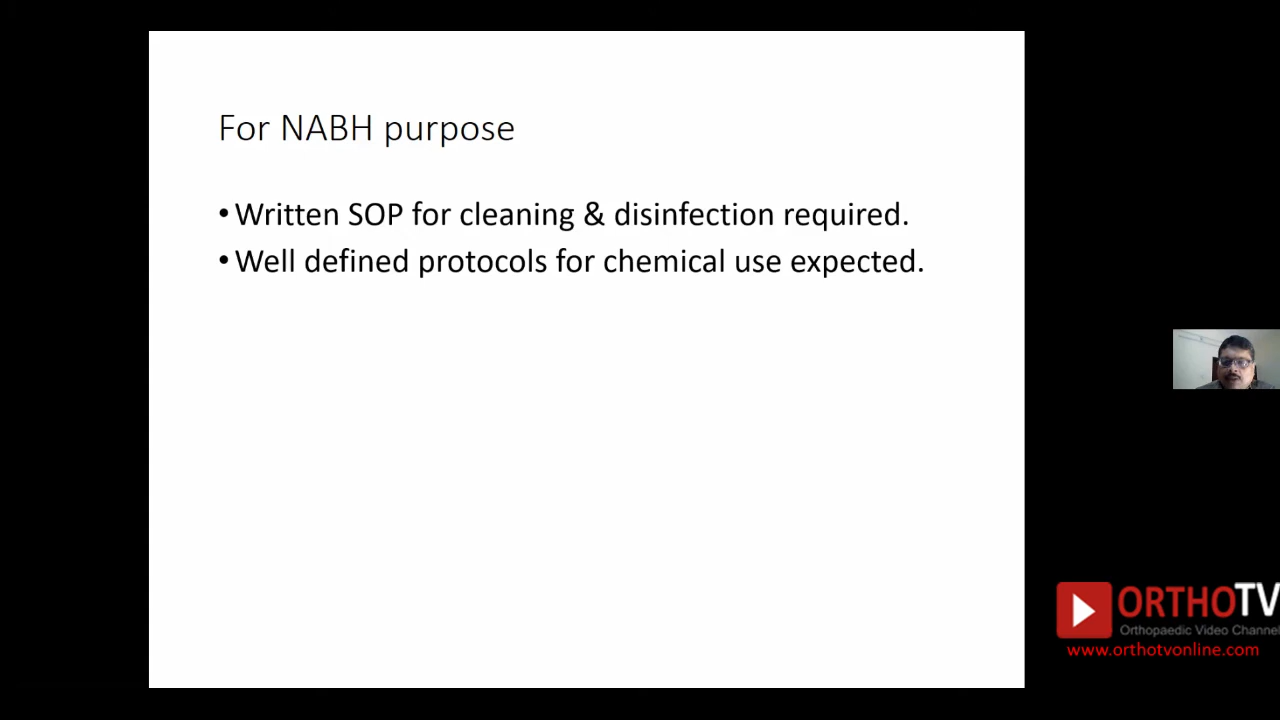 For NABH purpose
• Written SOP for cleaning & disinfection required.
• Well defined protocols for chemical use expected.
ORTHOTV
Orthopaedic Video Channel
www.orthotvonline.com